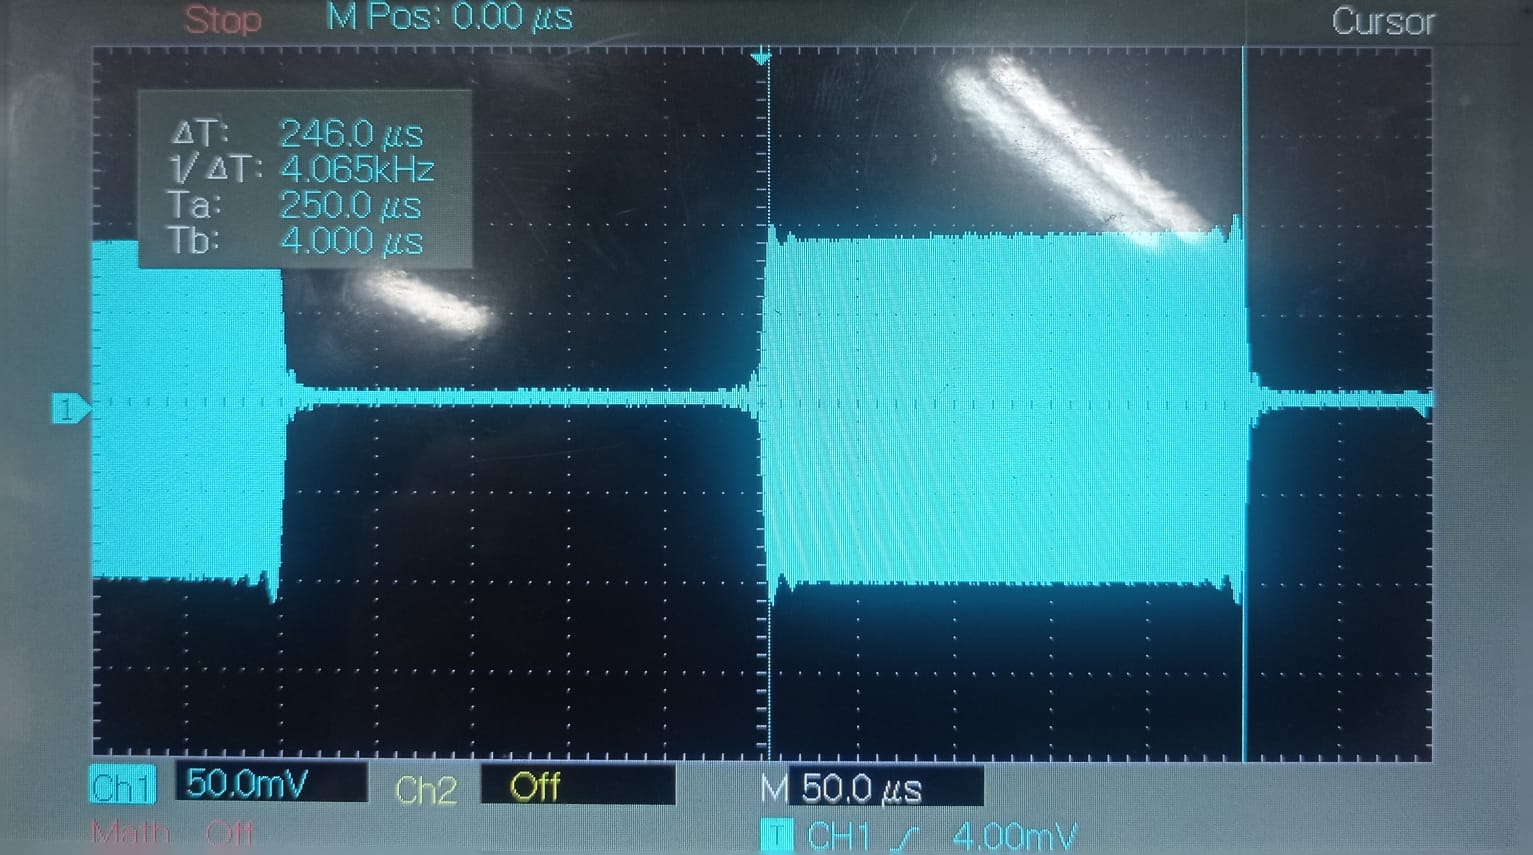 Stop M Pos: 0.00 μs Cursor
ΔT: 246.0 μs
1/ΔT: 4.065kHz
Ta: 250.0 μs
Tb: 4.000 μs
1
Ch1 50.0mV Ch2 Off M 50.0 μs
Math Off T CH1 4.00mV